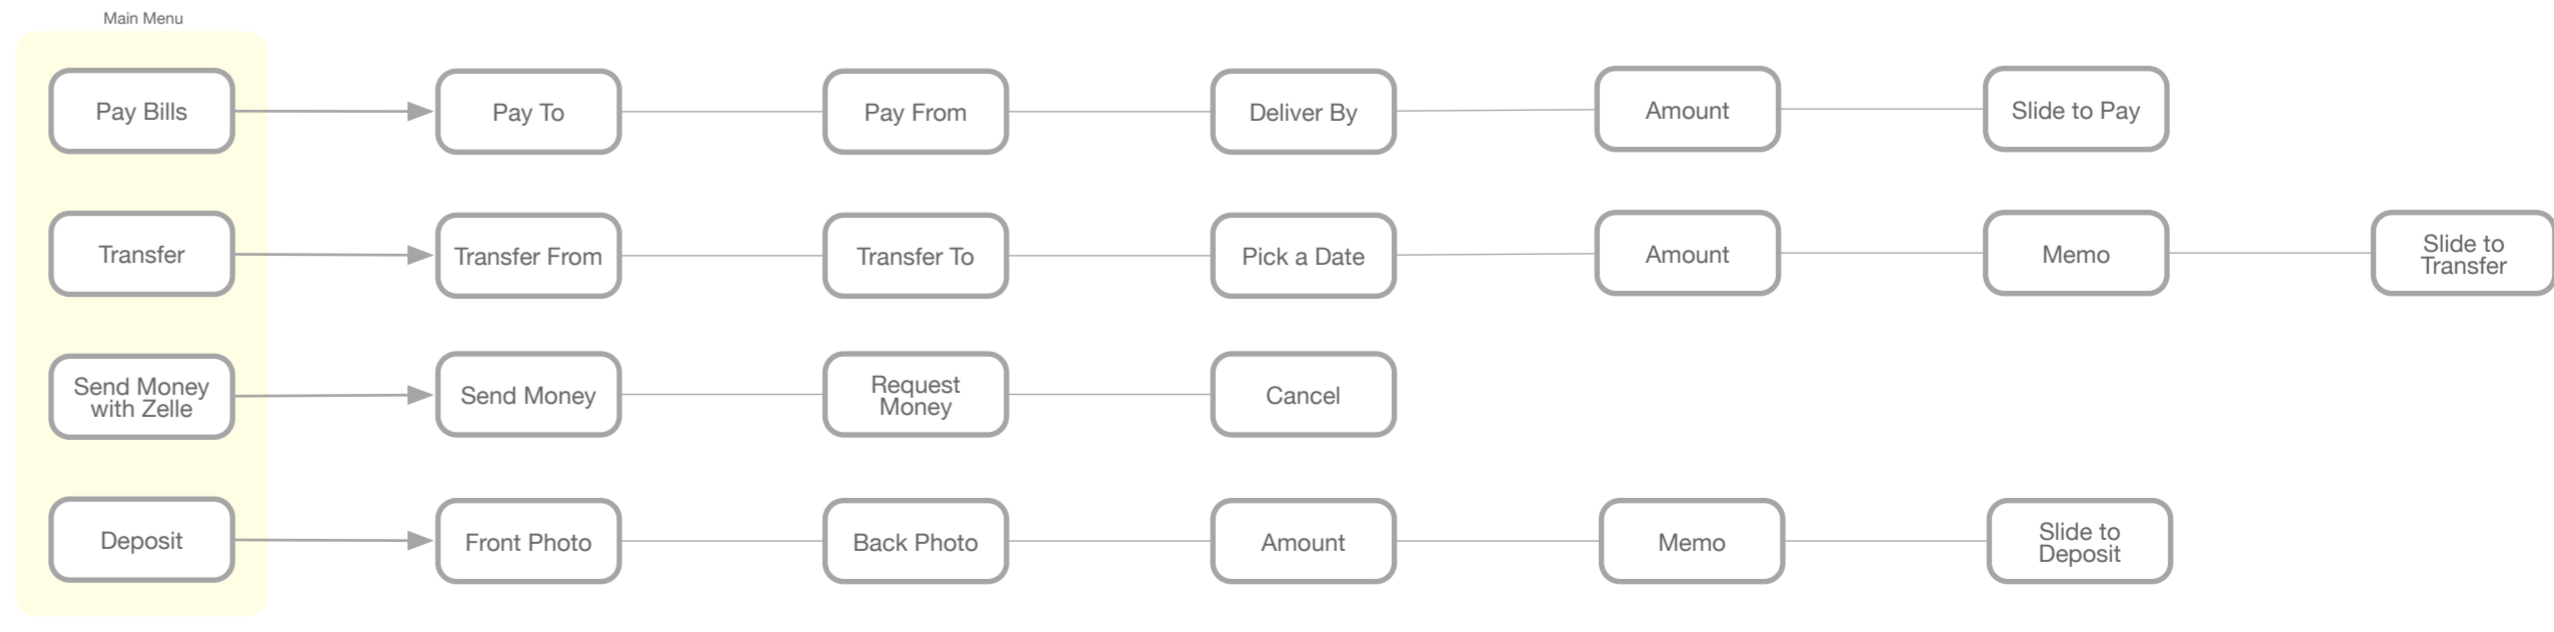 Main Menu
Pay Bills
Pay To
Pay From
Deliver By
Amount
Slide to Pay
Transfer
Transfer From
Transfer To
Pick a Date
Amount
Memo
Slide to
Transfer
Send Money
with Zelle
Send Money
Request
Money
Cancel
Deposit
Front Photo
Back Photo
Amount
Memo
Slide to
Deposit